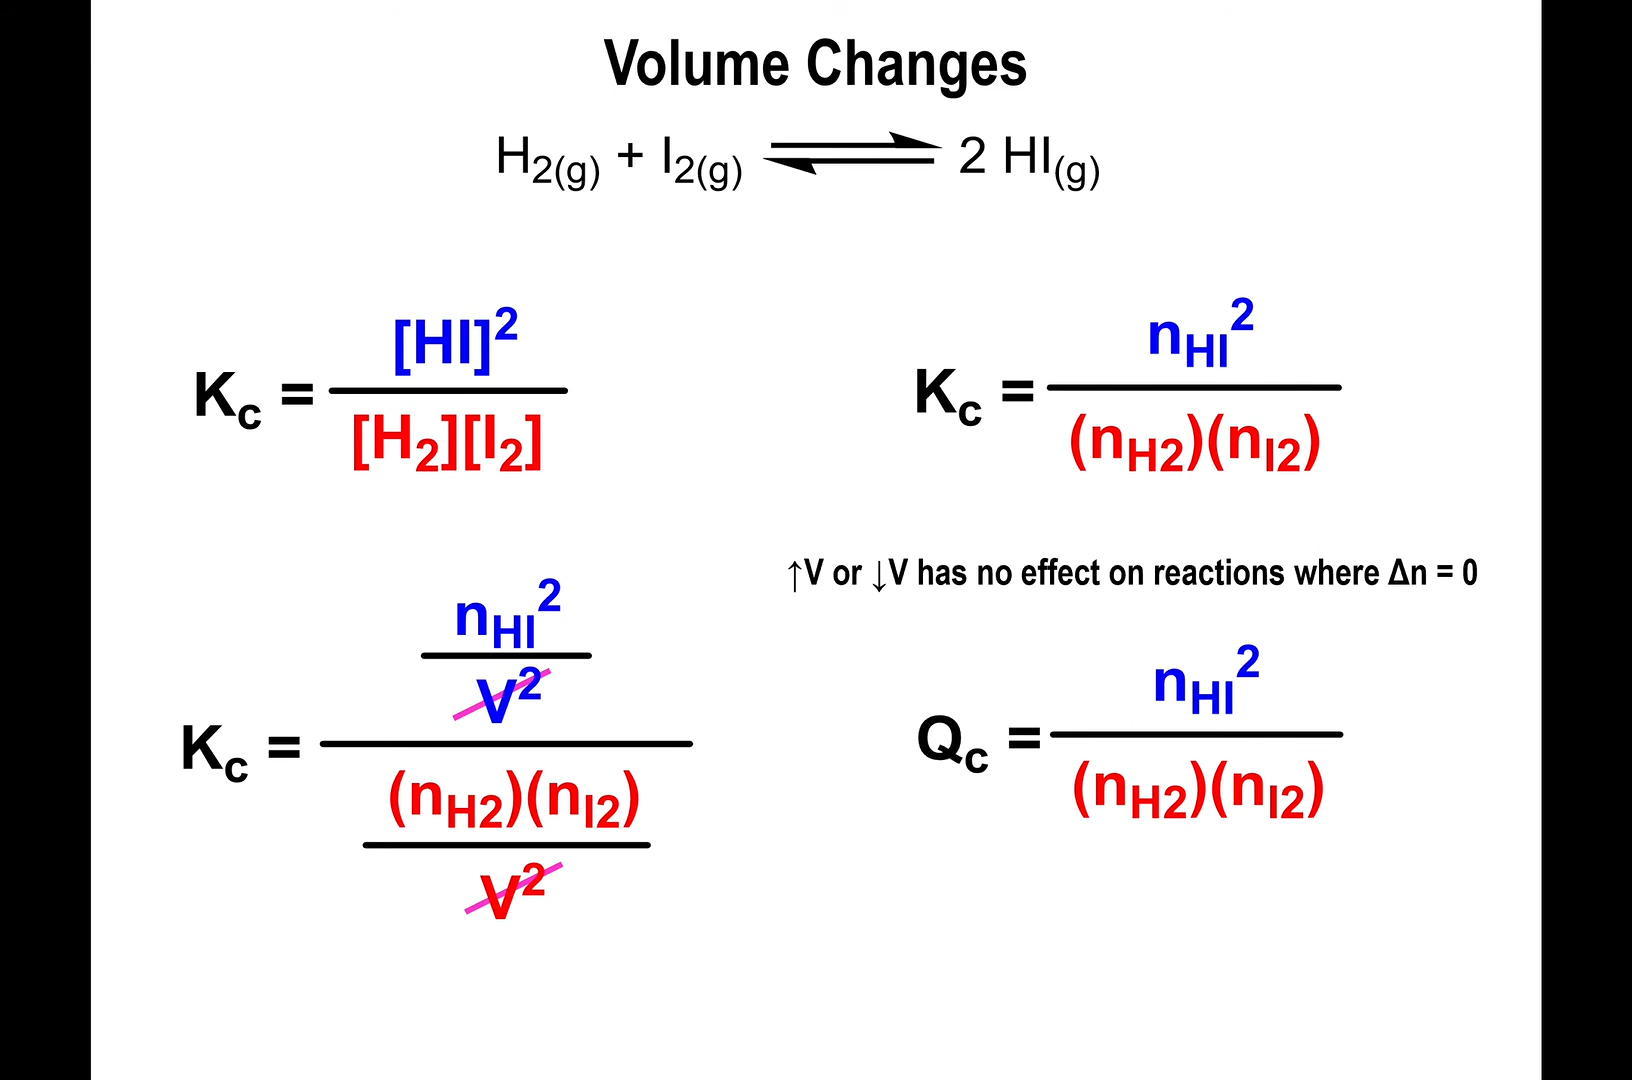 Volume Changes
H₂(g) + I₂(g) ⇌ 2 HI(g)
Kc = [HI]² / [H₂][I₂]
Kc = nHI² / (nH2)(nI2)
↑V or ↓V has no effect on reactions where Δn = 0
Kc = (nHI² / V²) / ((nH2)(nI2) / V²)
Qc = nHI² / (nH2)(nI2)